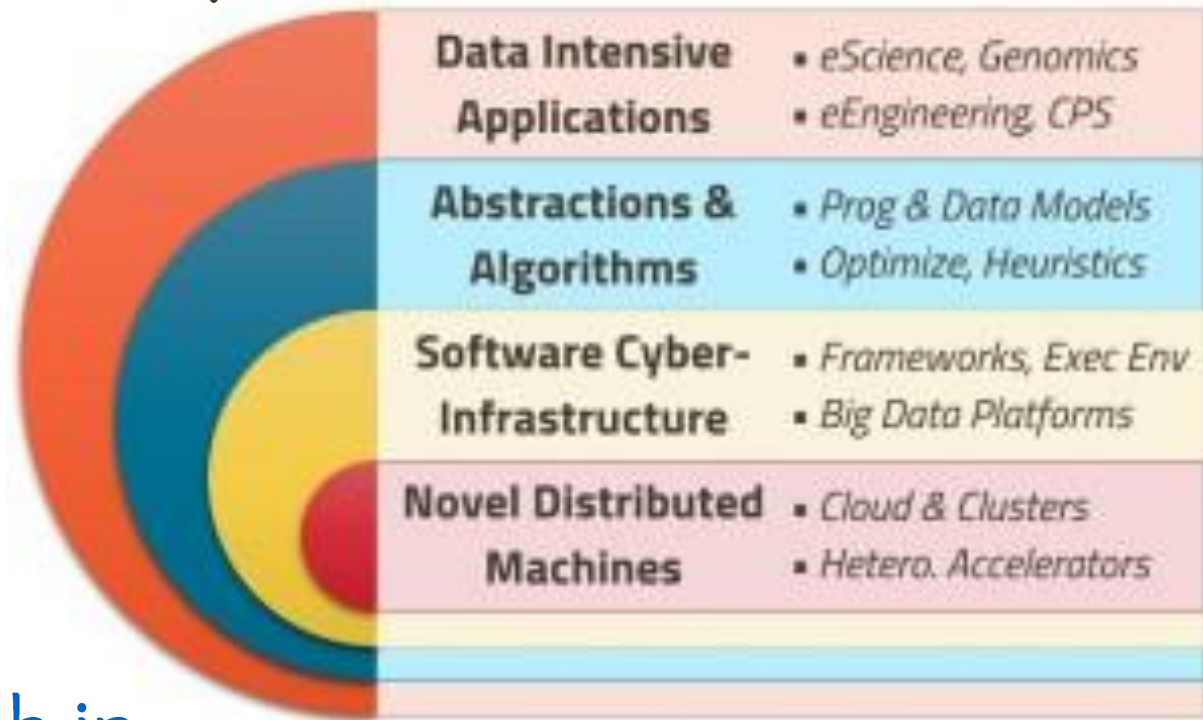 Data Intensive
Applications
▪ eScience, Genomics
▪ eEngineering, CPS
Abstractions &
Algorithms
▪ Prog & Data Models
▪ Optimize, Heuristics
Software Cyber-
Infrastructure
▪ Frameworks, Exec Env
▪ Big Data Platforms
Novel Distributed
Machines
▪ Cloud & Clusters
▪ Hetero. Accelerators